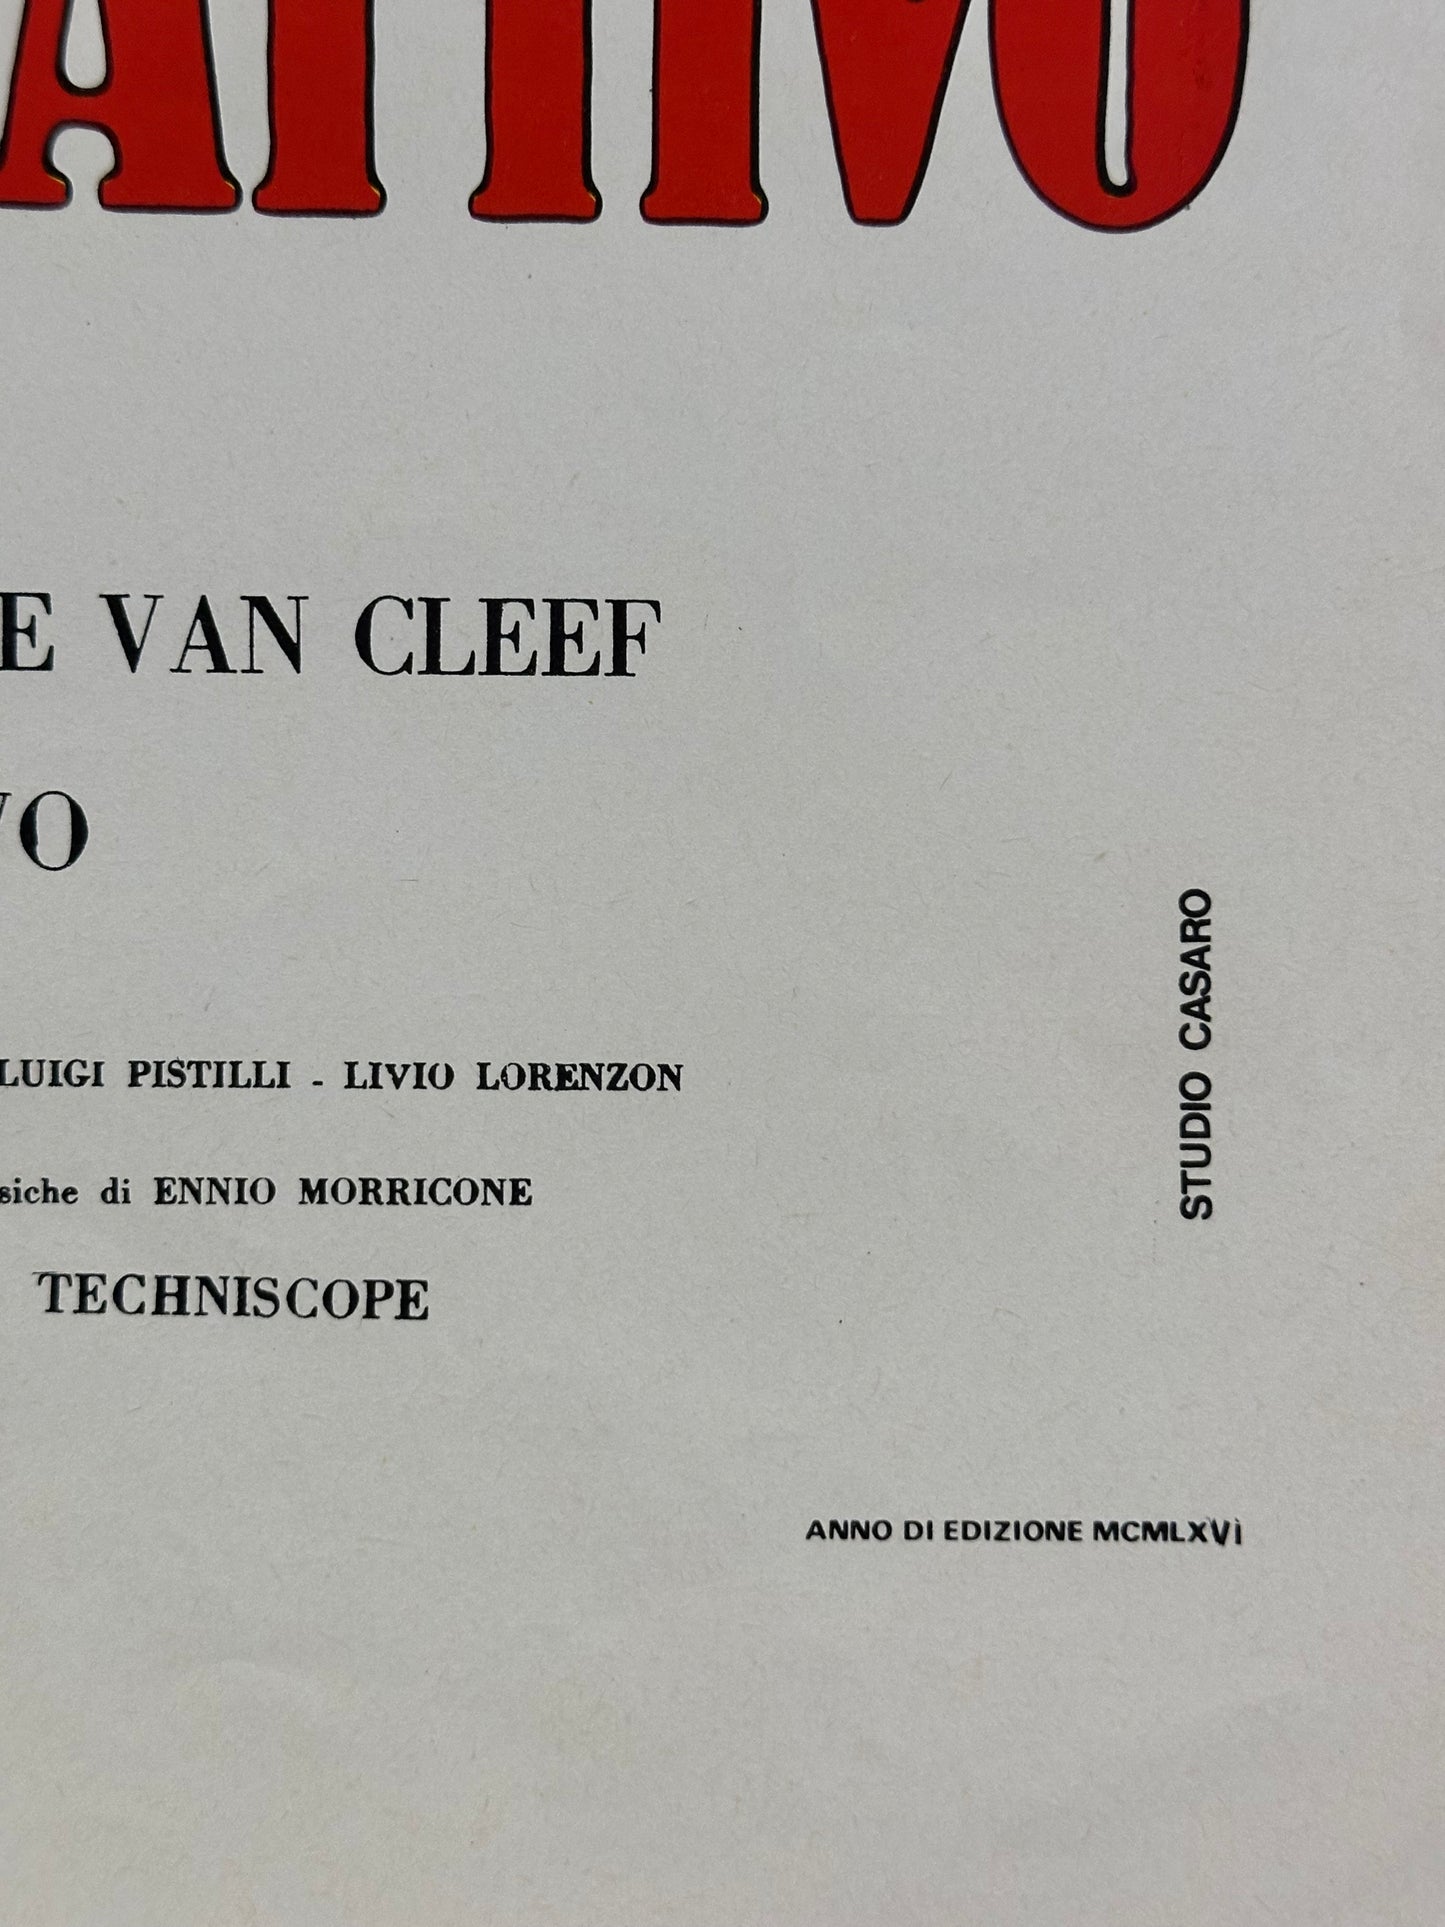 ATTIVO
E VAN CLEEF
VO
STUDIO CASARO
LUIGI PISTILLI - LIVIO LORENZON
siche di ENNIO MORRICONE
TECHNISCOPE
ANNO DI EDIZIONE MCMLXVI